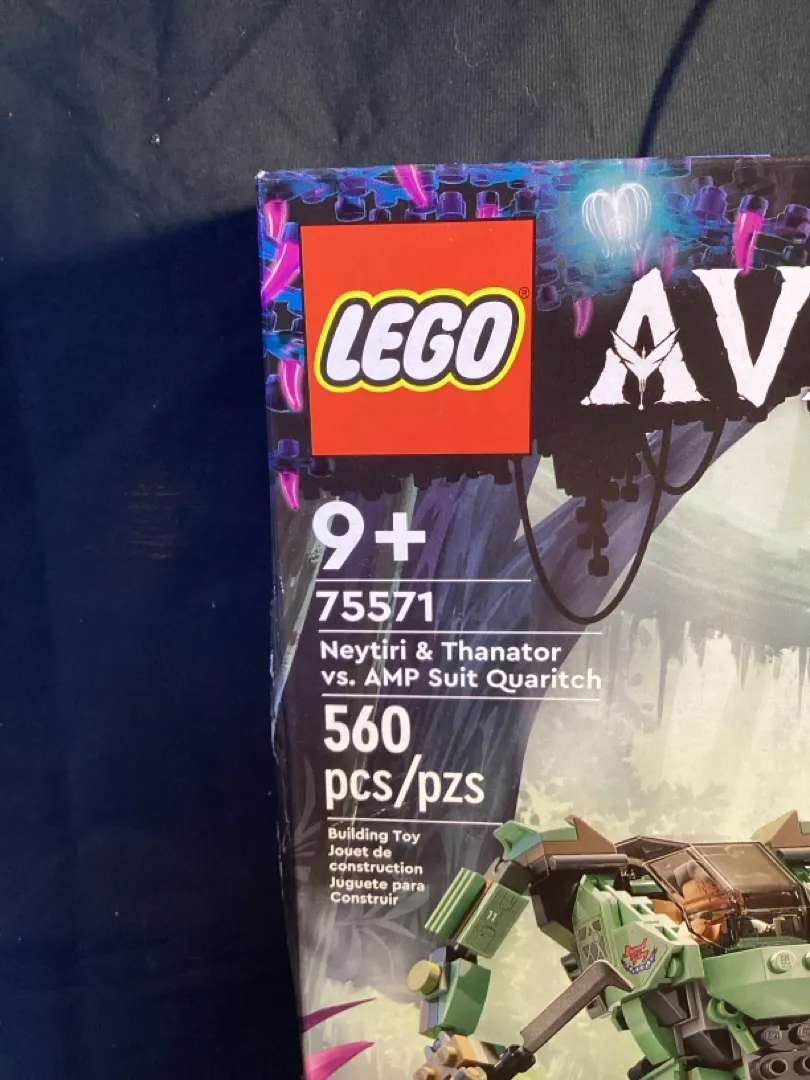 LEGO®
AV
9+
75571
Neytiri & Thanator
vs. AMP Suit Quaritch
560
pcs/pzs
Building Toy
Jouet de
construction
Juguete para
Construir
11